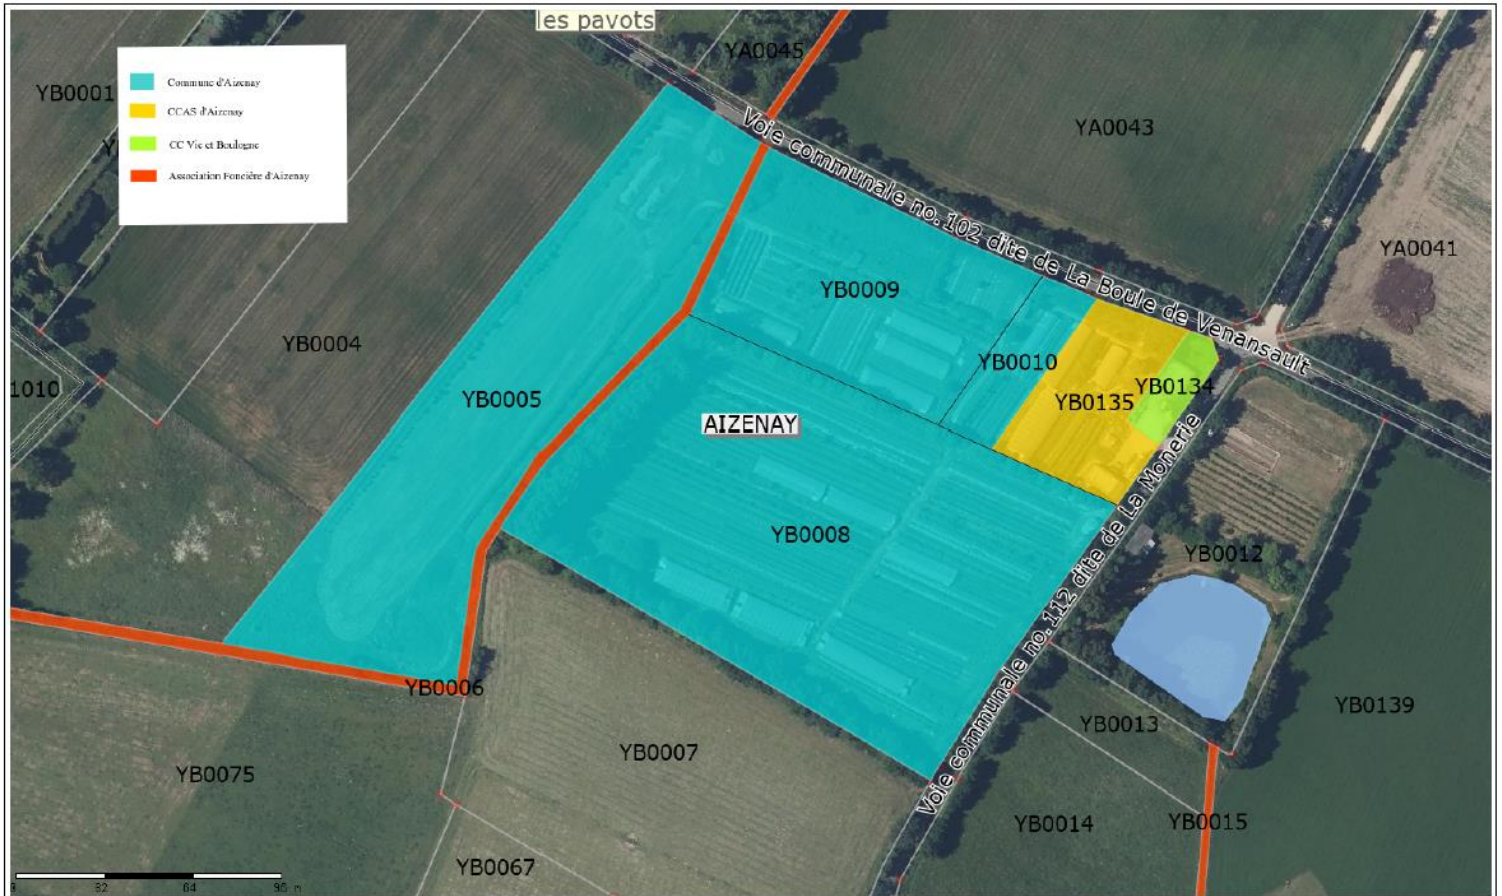 les pavots
YA0045
Commune d'Aizenay
CCAS d'Aizenay
CC Vie et Boulogne
Association Foncière d'Aizenay
YB0001
YA0043
Voie communale no. 102 dite de La Boule de Venansault
YA0041
YB0009
YB0004
YB0010
YB0134
YB0135
1010
YB0005
AIZENAY
YB0008
Voie communale no. 112 dite de La Monerie
YB0012
YB0006
YB0139
YB0013
YB0007
YB0075
YB0014
YB0015
YB0067
32
64
96 m